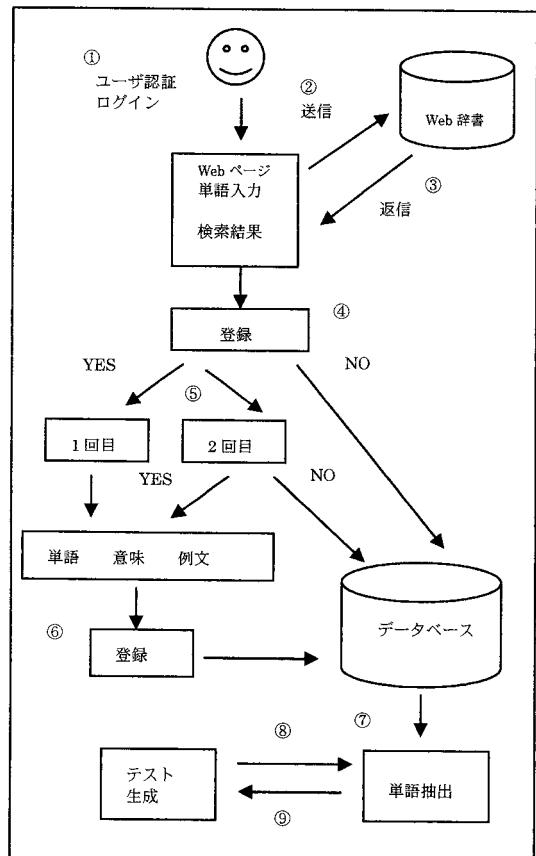 ①
ユーザ認証
ログイン
②
送信
Web 辞書
Web ページ
単語入力
検索結果
③
返信
④
登録
YES
NO
⑤
1回目
2回目
YES
NO
単語 意味 例文
データベース
⑥
登録
⑦
⑧
テスト
生成
単語抽出
⑨